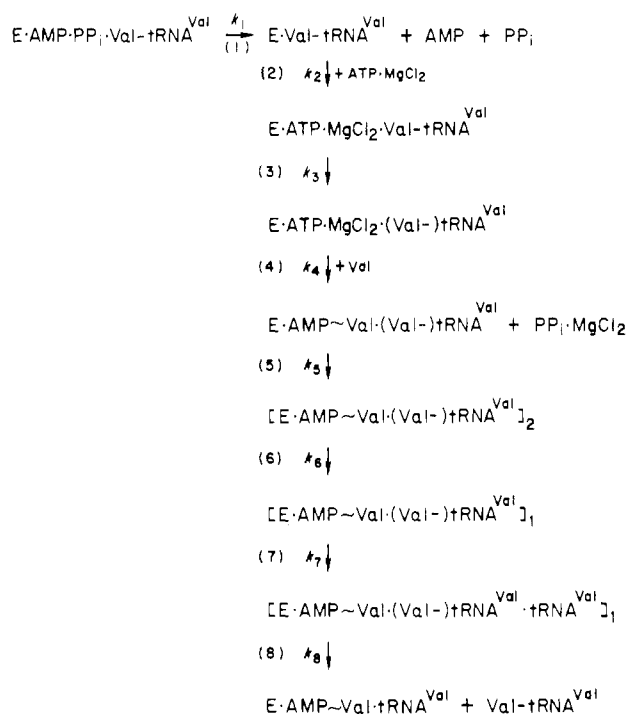 E·AMP·PPi·Val-tRNA^Val k1 (1) E·Val-tRNA^Val + AMP + PPi
(2) k2 + ATP·MgCl2
E·ATP·MgCl2·Val-tRNA^Val
(3) k3
E·ATP·MgCl2·(Val-)tRNA^Val
(4) k4 + Val
E·AMP~Val·(Val-)tRNA^Val + PPi·MgCl2
(5) k5
[E·AMP~Val·(Val-)tRNA^Val]2
(6) k6
[E·AMP~Val·(Val-)tRNA^Val]1
(7) k7
[E·AMP~Val·(Val-)tRNA^Val·tRNA^Val]1
(8) k8
E·AMP~Val·tRNA^Val + Val-tRNA^Val